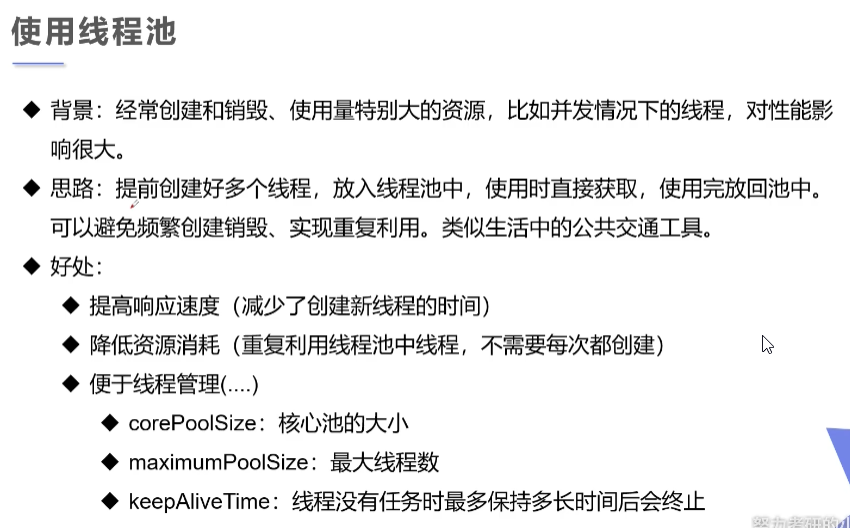 使用线程池
◆ 背景：经常创建和销毁、使用量特别大的资源，比如并发情况下的线程，对性能影
响很大。
◆ 思路：提前创建好多个线程，放入线程池中，使用时直接获取，使用完放回池中。
可以避免频繁创建销毁、实现重复利用。类似生活中的公共交通工具。
◆ 好处：
◆ 提高响应速度（减少了创建新线程的时间）
◆ 降低资源消耗（重复利用线程池中线程，不需要每次都创建）
◆ 便于线程管理(....)
◆ corePoolSize：核心池的大小
◆ maximumPoolSize：最大线程数
◆ keepAliveTime：线程没有任务时最多保持多长时间后会终止